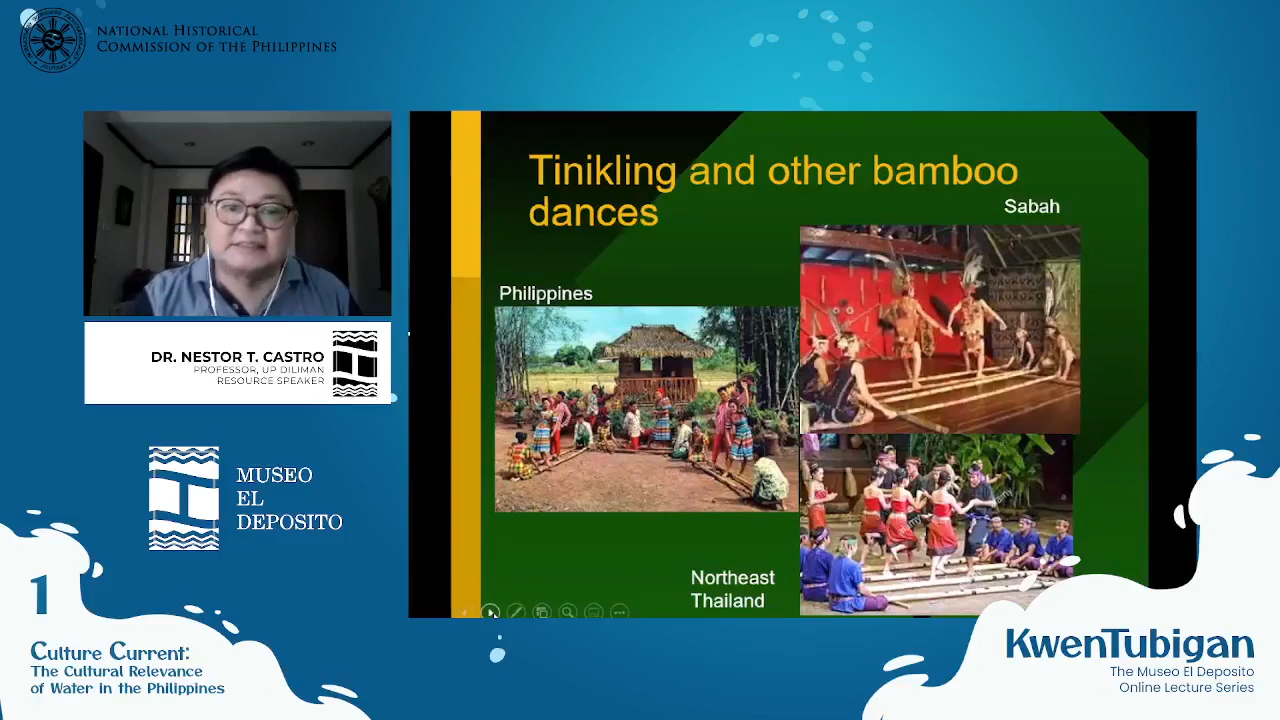 NATIONAL HISTORICAL
COMMISSION OF THE PHILIPPINES
Tinikling and other bamboo
dances
Sabah
Philippines
Northeast
Thailand
DR. NESTOR T. CASTRO
PROFESSOR, UP DILIMAN
RESOURCE SPEAKER
MUSEO
EL
DEPOSITO
1
Culture Current:
The Cultural Relevance
of Water in the Philippines
KwenTubigan
The Museo El Deposito
Online Lecture Series